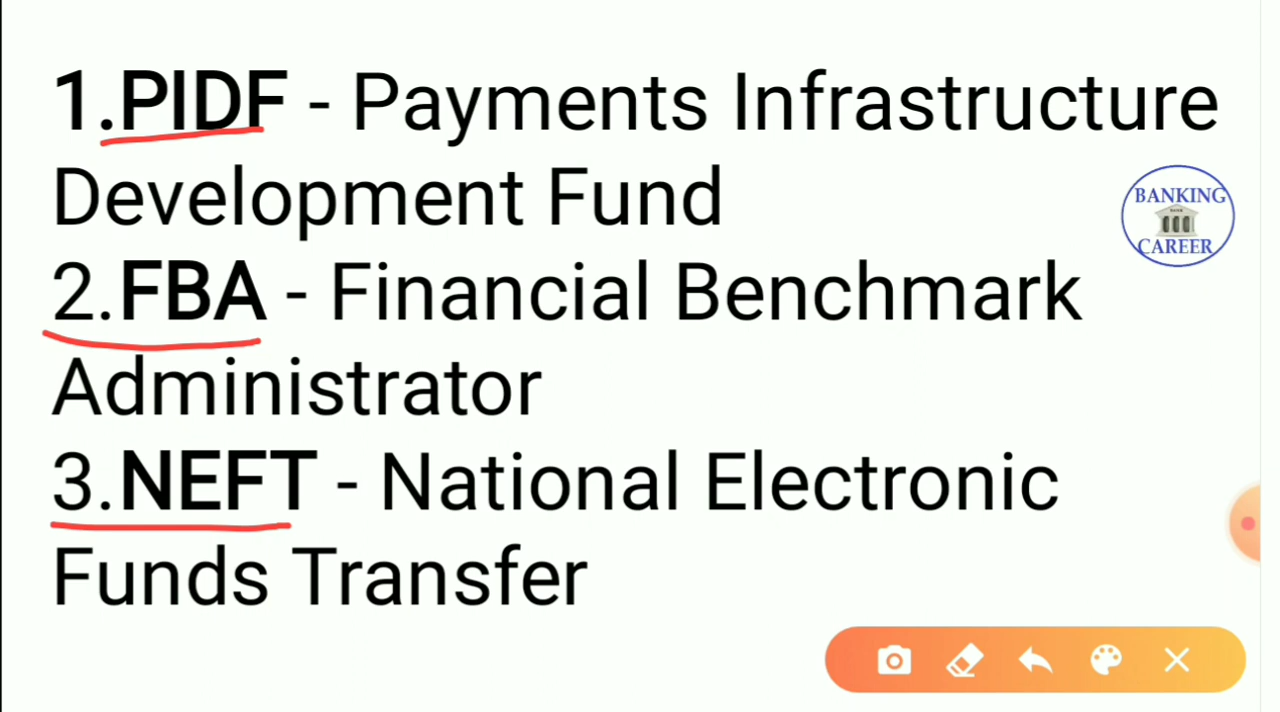 1.PIDF - Payments Infrastructure
Development Fund
BANKING
CAREER
2.FBA - Financial Benchmark
Administrator
3.NEFT - National Electronic
Funds Transfer